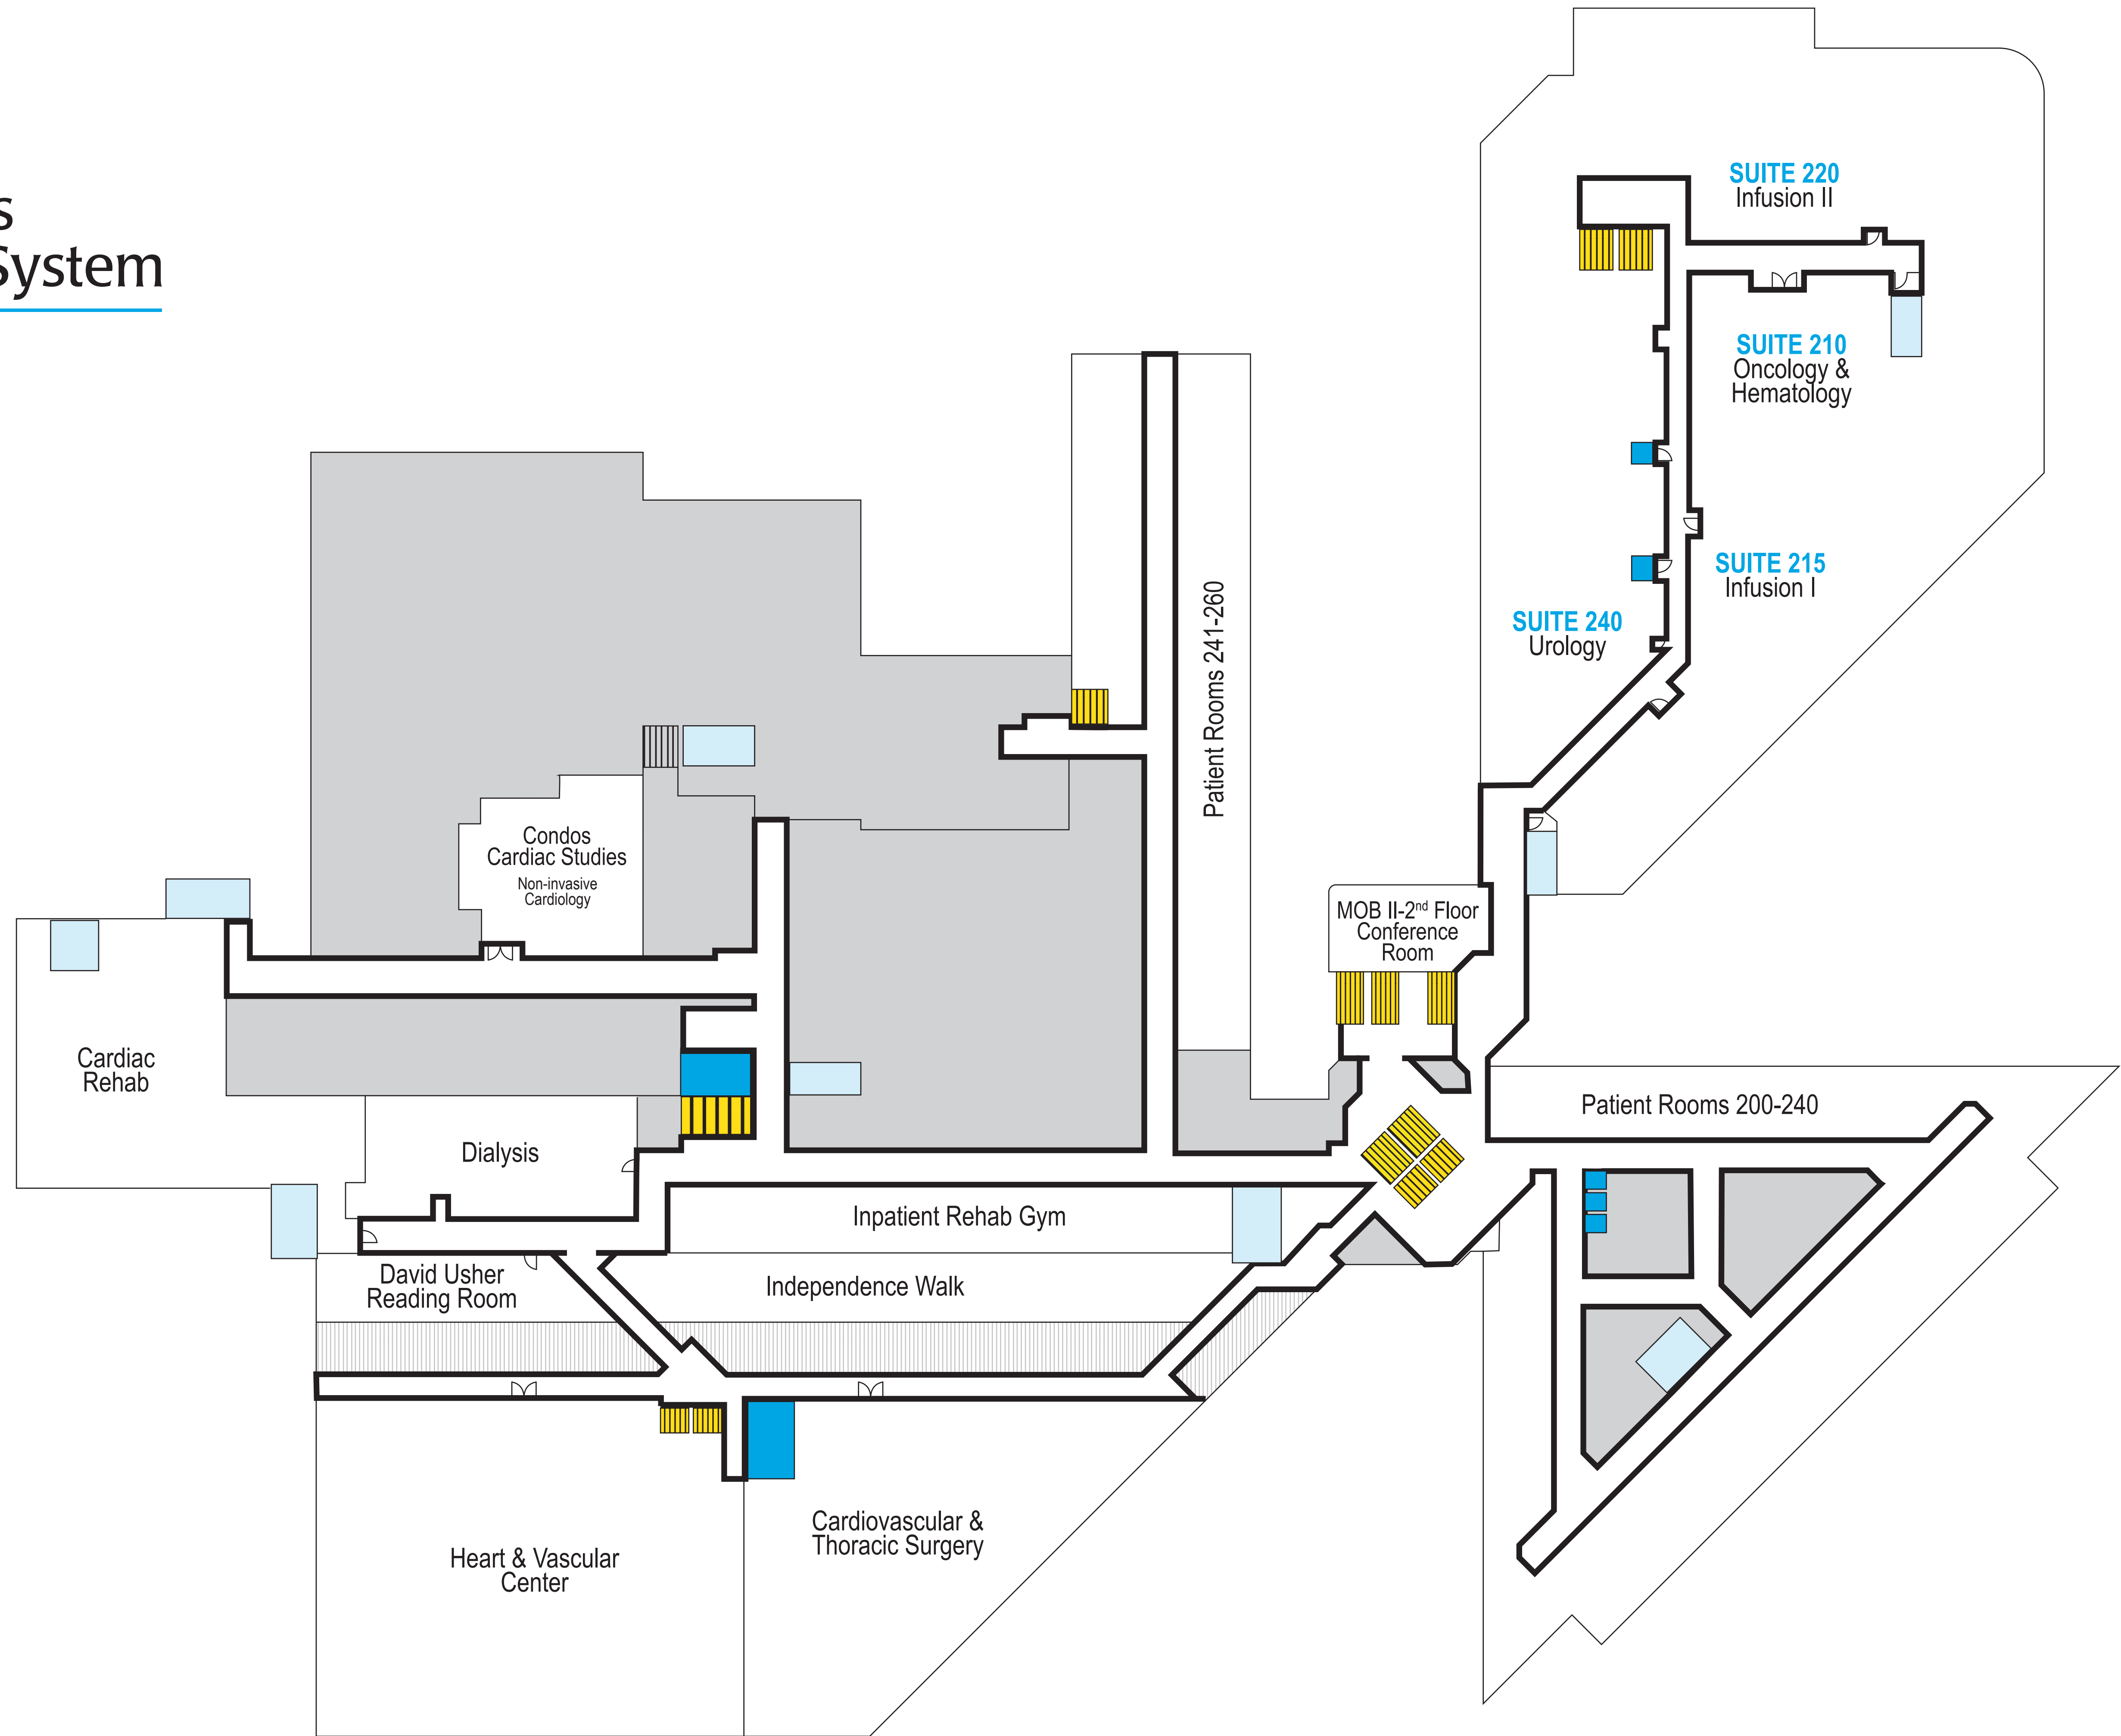 s
System
SUITE 220
Infusion II
SUITE 210
Oncology &
Hematology
SUITE 215
Infusion I
SUITE 240
Urology
Patient Rooms 241-260
Condos
Cardiac Studies
Non-invasive
Cardiology
MOB II-2nd Floor
Conference
Room
Cardiac
Rehab
Patient Rooms 200-240
Dialysis
Inpatient Rehab Gym
David Usher
Reading Room
Independence Walk
Cardiovascular &
Thoracic Surgery
Heart & Vascular
Center